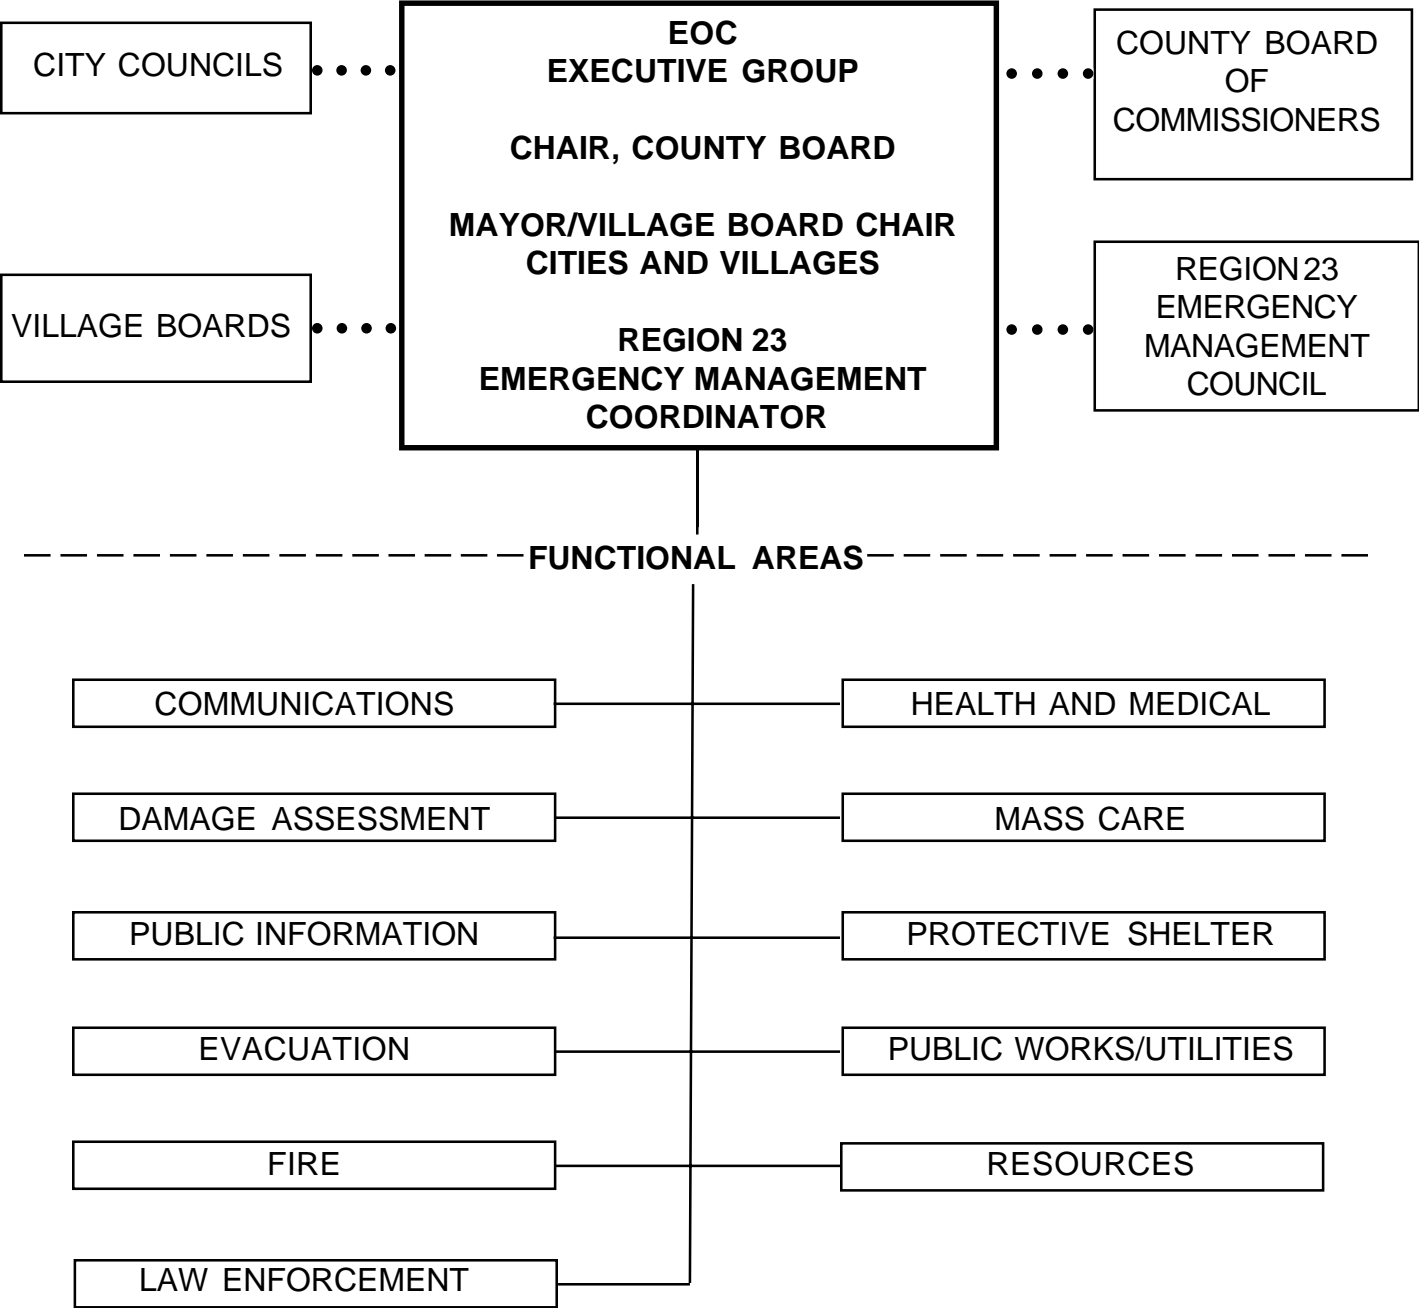 CITY COUNCILS
EOC
EXECUTIVE GROUP
CHAIR, COUNTY BOARD
MAYOR/VILLAGE BOARD CHAIR
CITIES AND VILLAGES
REGION 23
EMERGENCY MANAGEMENT
COORDINATOR
COUNTY BOARD
OF
COMMISSIONERS
VILLAGE BOARDS
REGION 23
EMERGENCY
MANAGEMENT
COUNCIL
FUNCTIONAL AREAS
COMMUNICATIONS
HEALTH AND MEDICAL
DAMAGE ASSESSMENT
MASS CARE
PUBLIC INFORMATION
PROTECTIVE SHELTER
EVACUATION
PUBLIC WORKS/UTILITIES
FIRE
RESOURCES
LAW ENFORCEMENT